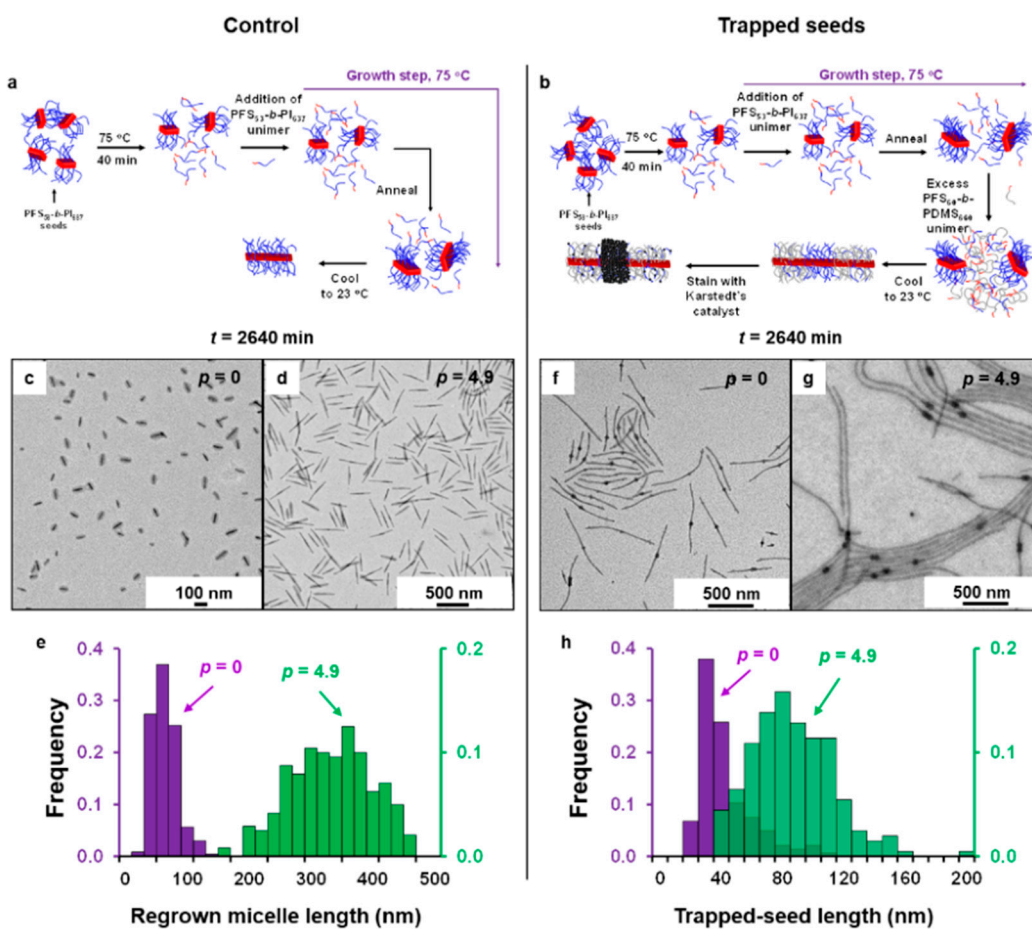 Control
Trapped seeds
a
Growth step, 75 °C
75 °C
40 min
Addition of
PFS53-b-PI637
unimer
Anneal
PFS53-b-PI637
seeds
Cool
to 23 °C
b
Growth step, 75 °C
75 °C
40 min
Addition of
PFS53-b-PI637
unimer
Anneal
PFS53-b-PI637
seeds
Excess
PFS60-b-
PDMS660
unimer
Cool
to 23 °C
Stain with
Karstedt's
catalyst
t = 2640 min
t = 2640 min
c
p = 0
100 nm
d
p = 4.9
500 nm
f
p = 0
500 nm
g
p = 4.9
500 nm
e
0.4
0.3
0.2
0.1
0.0
Frequency
p = 0
p = 4.9
0.2
0.1
0.0
0 100 200 300 400 500
Regrown micelle length (nm)
h
0.4
0.3
0.2
0.1
0.0
Frequency
p = 0
p = 4.9
0.2
0.1
0.0
0 40 80 120 160 200
Trapped-seed length (nm)